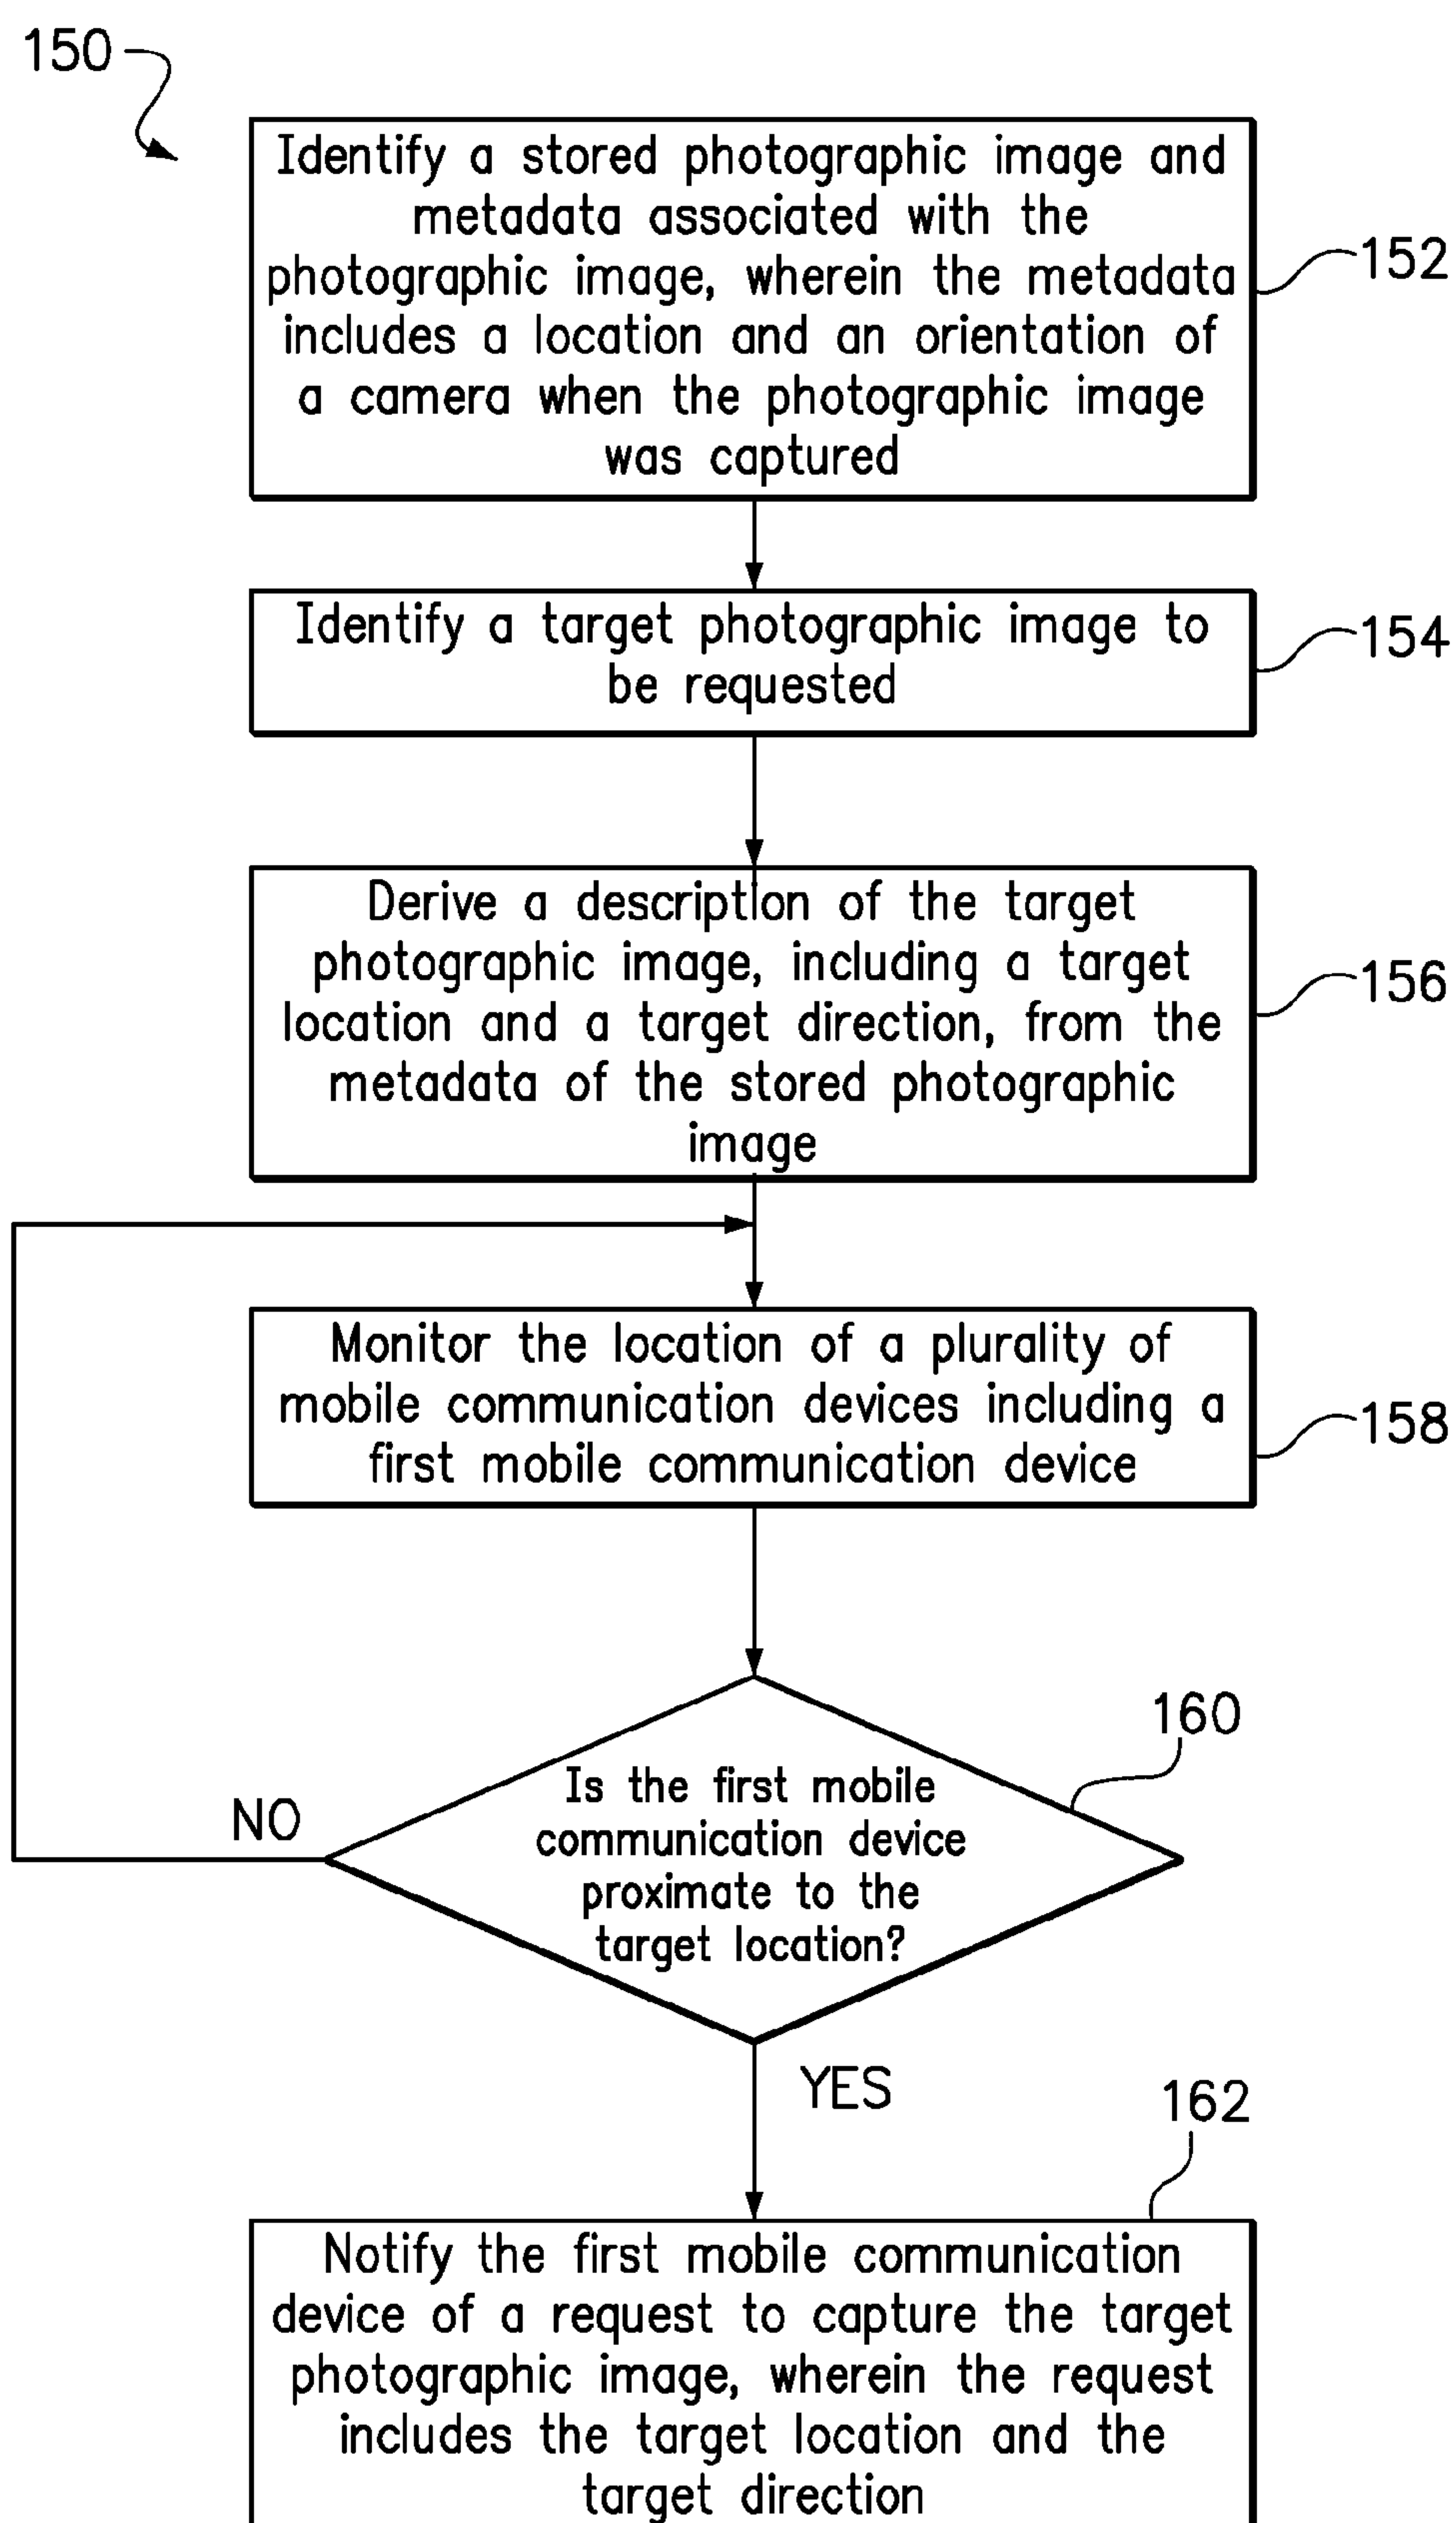 150
Identify a stored photographic image and
metadata associated with the
photographic image, wherein the metadata
includes a location and an orientation of
a camera when the photographic image
was captured
152
Identify a target photographic image to
be requested
154
Derive a description of the target
photographic image, including a target
location and a target direction, from the
metadata of the stored photographic
image
156
Monitor the location of a plurality of
mobile communication devices including a
first mobile communication device
158
160
Is the first mobile
communication device
proximate to the
target location?
NO
YES
162
Notify the first mobile communication
device of a request to capture the target
photographic image, wherein the request
includes the target location and the
target direction